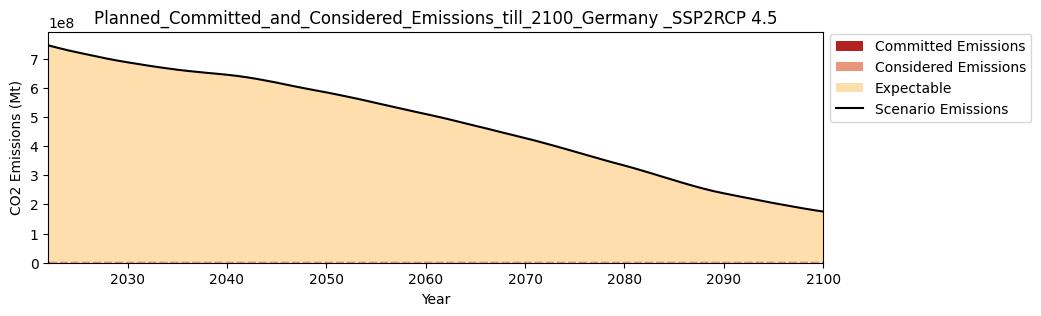 Planned_Committed_and_Considered_Emissions_till_2100_Germany _SSP2RCP 4.5
1e8
7
6
5
4
3
2
1
0
CO2 Emissions (Mt)
2030 2040 2050 2060 2070 2080 2090 2100
Year
Committed Emissions
Considered Emissions
Expectable
Scenario Emissions